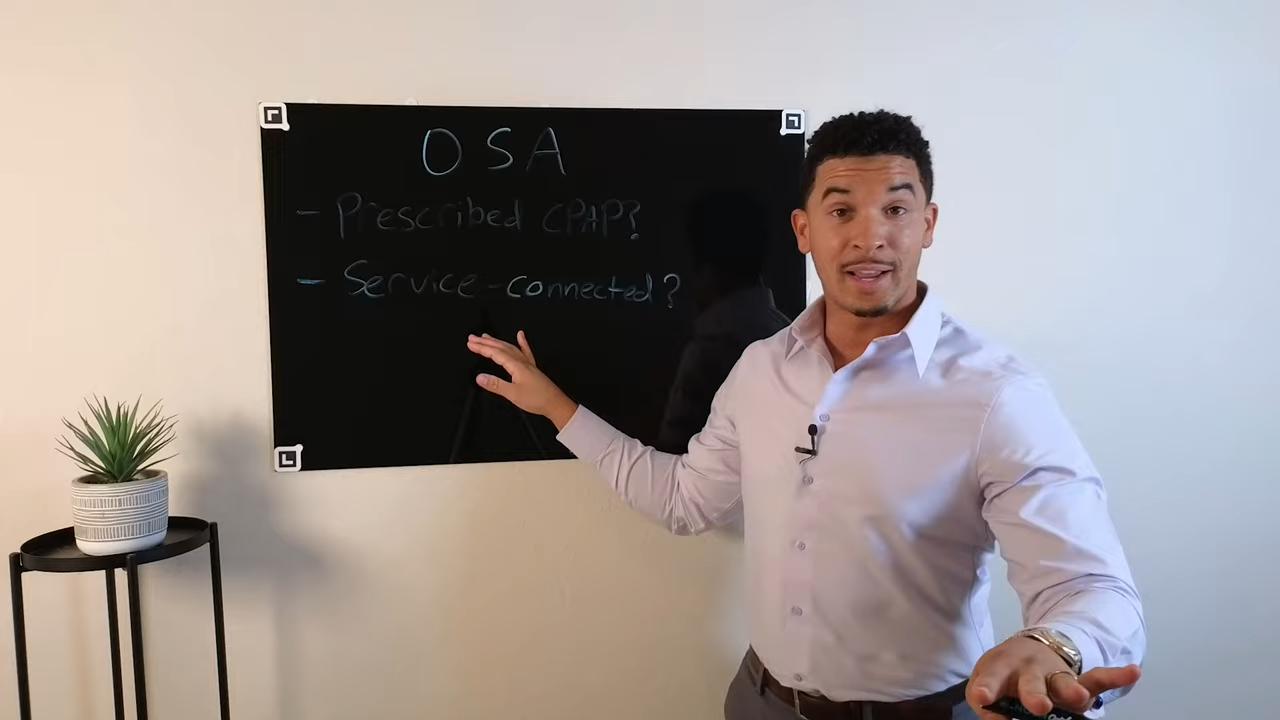 OSA
- Prescribed CPAP?
- Service-connected?